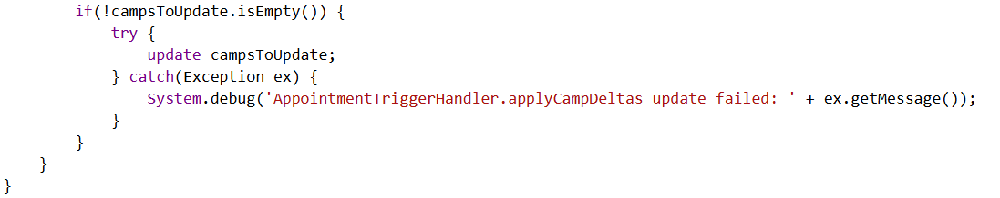 if(!campsToUpdate.isEmpty()) {
try {
update campsToUpdate;
} catch(Exception ex) {
System.debug('AppointmentTriggerHandler.applyCampDeltas update failed: ' + ex.getMessage());
}
}
}
}